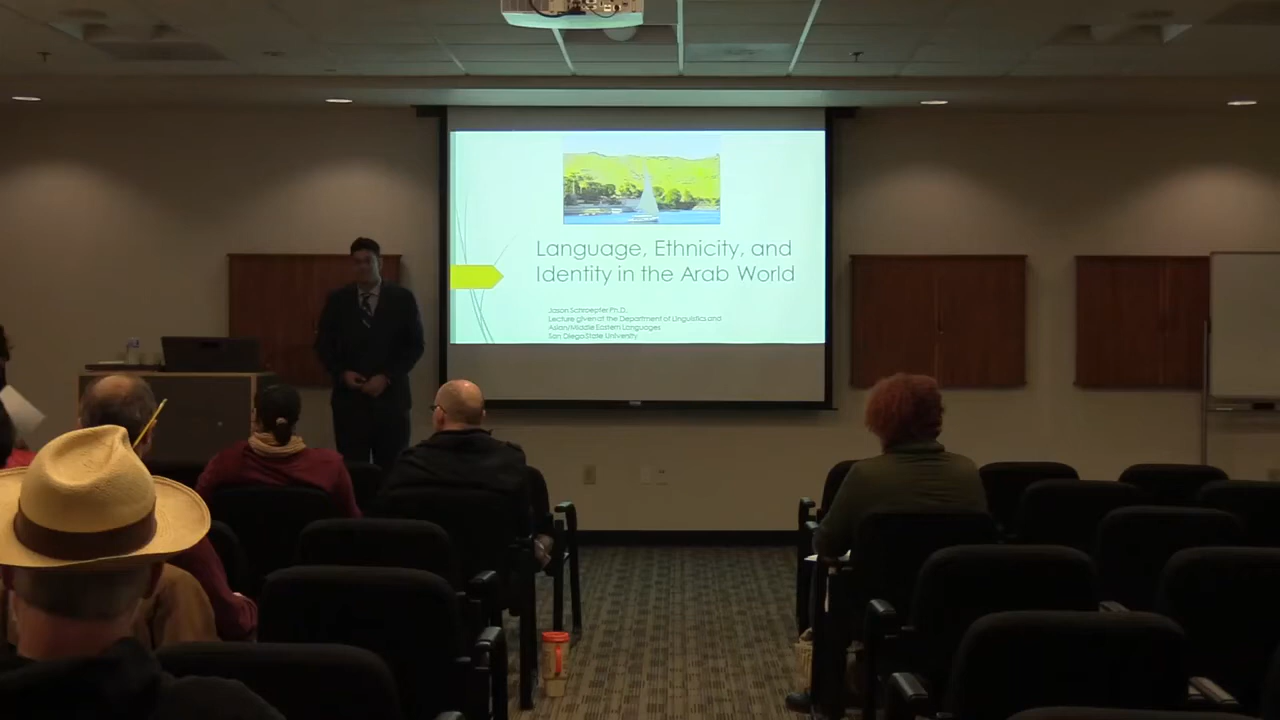 Language, Ethnicity, and
Identity in the Arab World
Jason Schroepfer Ph.D.
Lecture given at the Department of Linguistics and
Asian/Middle Eastern Languages
San Diego State University